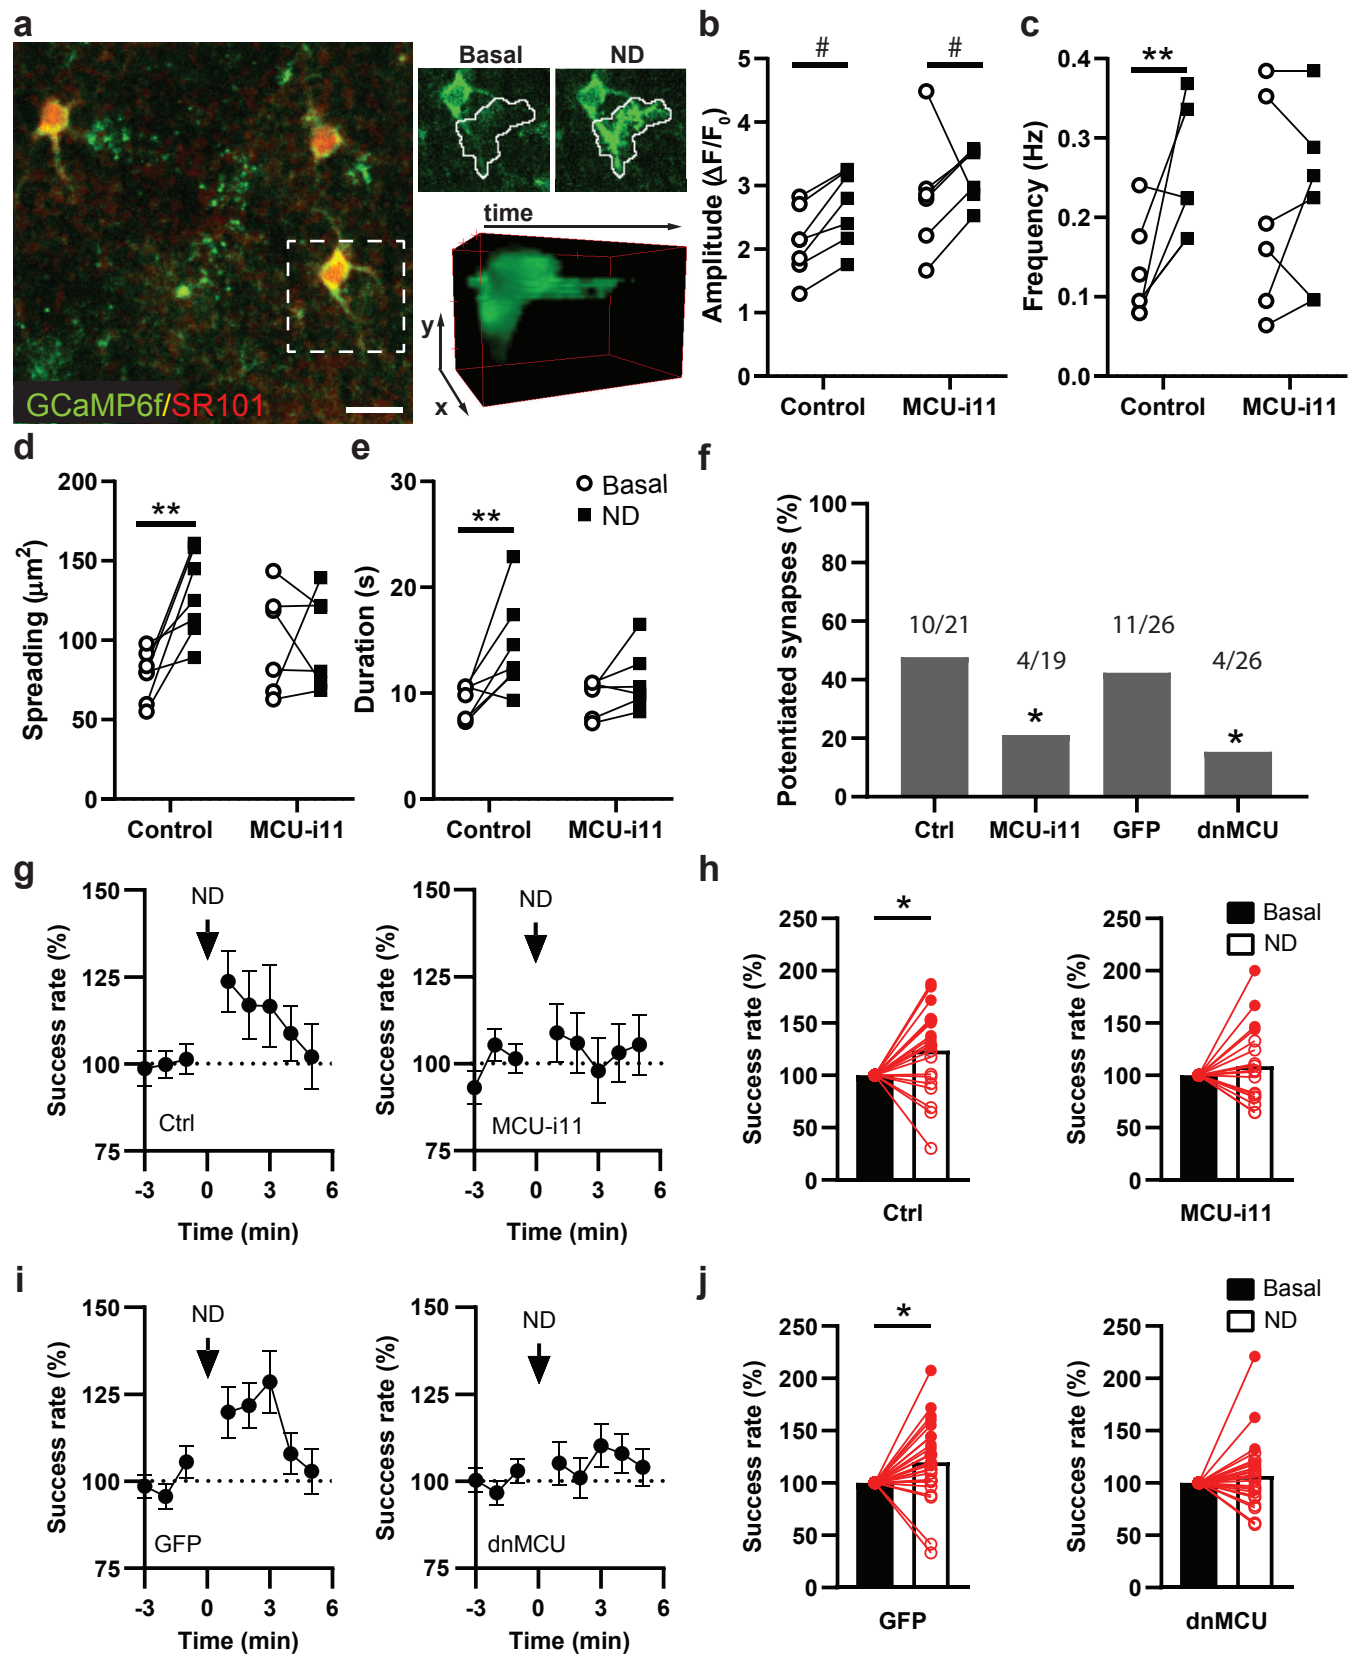 a
Basal
ND
time
y
x
GCaMP6f/SR101
b
Amplitude (ΔF/F0)
5
4
3
2
1
0
#
#
Control
MCU-i11
c
Frequency (Hz)
0.4
0.3
0.2
0.1
0.0
**
Control
MCU-i11
d
Spreading (μm2)
200
150
100
50
0
**
Control
MCU-i11
e
Duration (s)
30
20
10
0
**
Basal
ND
Control
MCU-i11
f
Potentiated synapses (%)
100
80
60
40
20
0
10/21
4/19
11/26
4/26
*
*
Ctrl
MCU-i11
GFP
dnMCU
g
Success rate (%)
150
125
100
75
ND
Ctrl
-3
0
3
6
Time (min)
Success rate (%)
150
125
100
75
ND
MCU-i11
-3
0
3
6
Time (min)
h
Success rate (%)
250
200
150
100
50
0
*
Ctrl
Success rate (%)
250
200
150
100
50
0
Basal
ND
MCU-i11
i
Success rate (%)
150
125
100
75
ND
GFP
-3
0
3
6
Time (min)
Success rate (%)
150
125
100
75
ND
dnMCU
-3
0
3
6
Time (min)
j
Success rate (%)
250
200
150
100
50
0
*
GFP
Succces rate (%)
250
200
150
100
50
0
Basal
ND
dnMCU